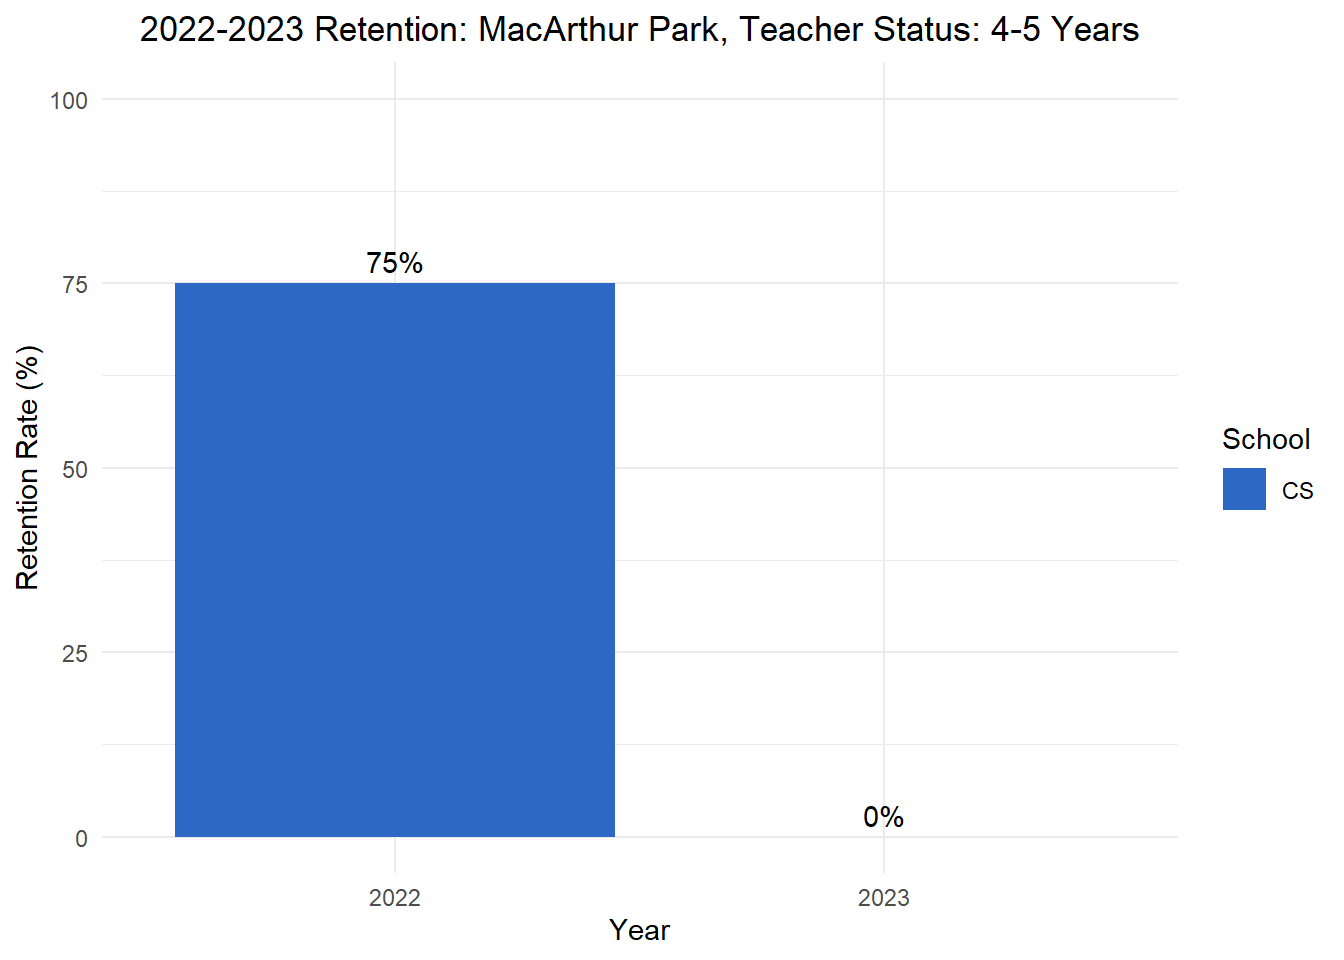 2022-2023 Retention: MacArthur Park, Teacher Status: 4-5 Years
100
75
50
25
0
Retention Rate (%)
75%
0%
2022
2023
Year
School
CS